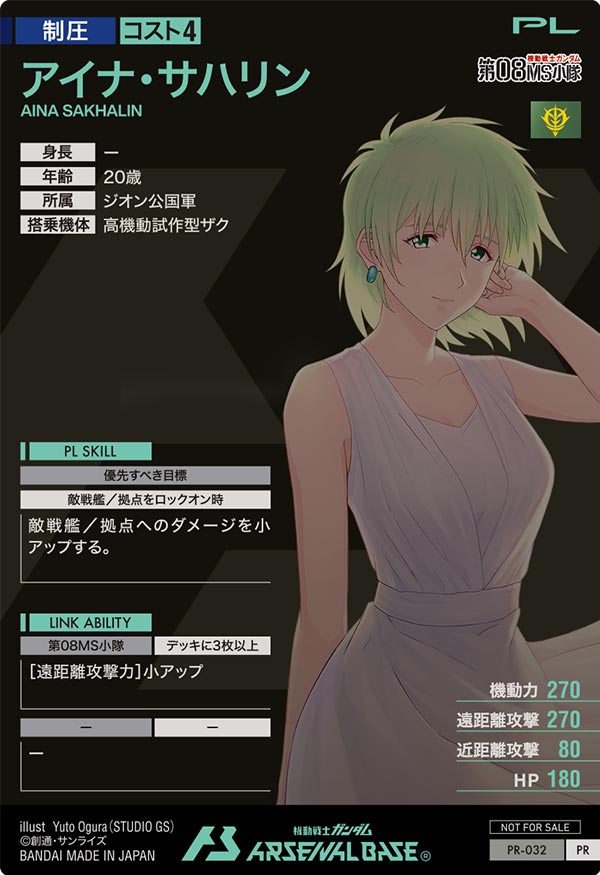 制圧 コスト4 PL
アイナ・サハリン
AINA SAKHALIN
機動戦士ガンダム
第08MS小隊
身長 ー
年齢 20歳
所属 ジオン公国軍
搭乗機体 高機動試作型ザク
PL SKILL
優先すべき目標
敵戦艦／拠点をロックオン時
敵戦艦／拠点へのダメージを小
アップする。
LINK ABILITY
第08MS小隊 デッキに3枚以上
[遠距離攻撃力]小アップ
ー ー
ー
機動力 270
遠距離攻撃 270
近距離攻撃 80
HP 180
illust Yuto Ogura（STUDIO GS）
©創通・サンライズ
BANDAI MADE IN JAPAN
機動戦士ガンダム
ARSENAL BASE®
NOT FOR SALE
PR-032 PR